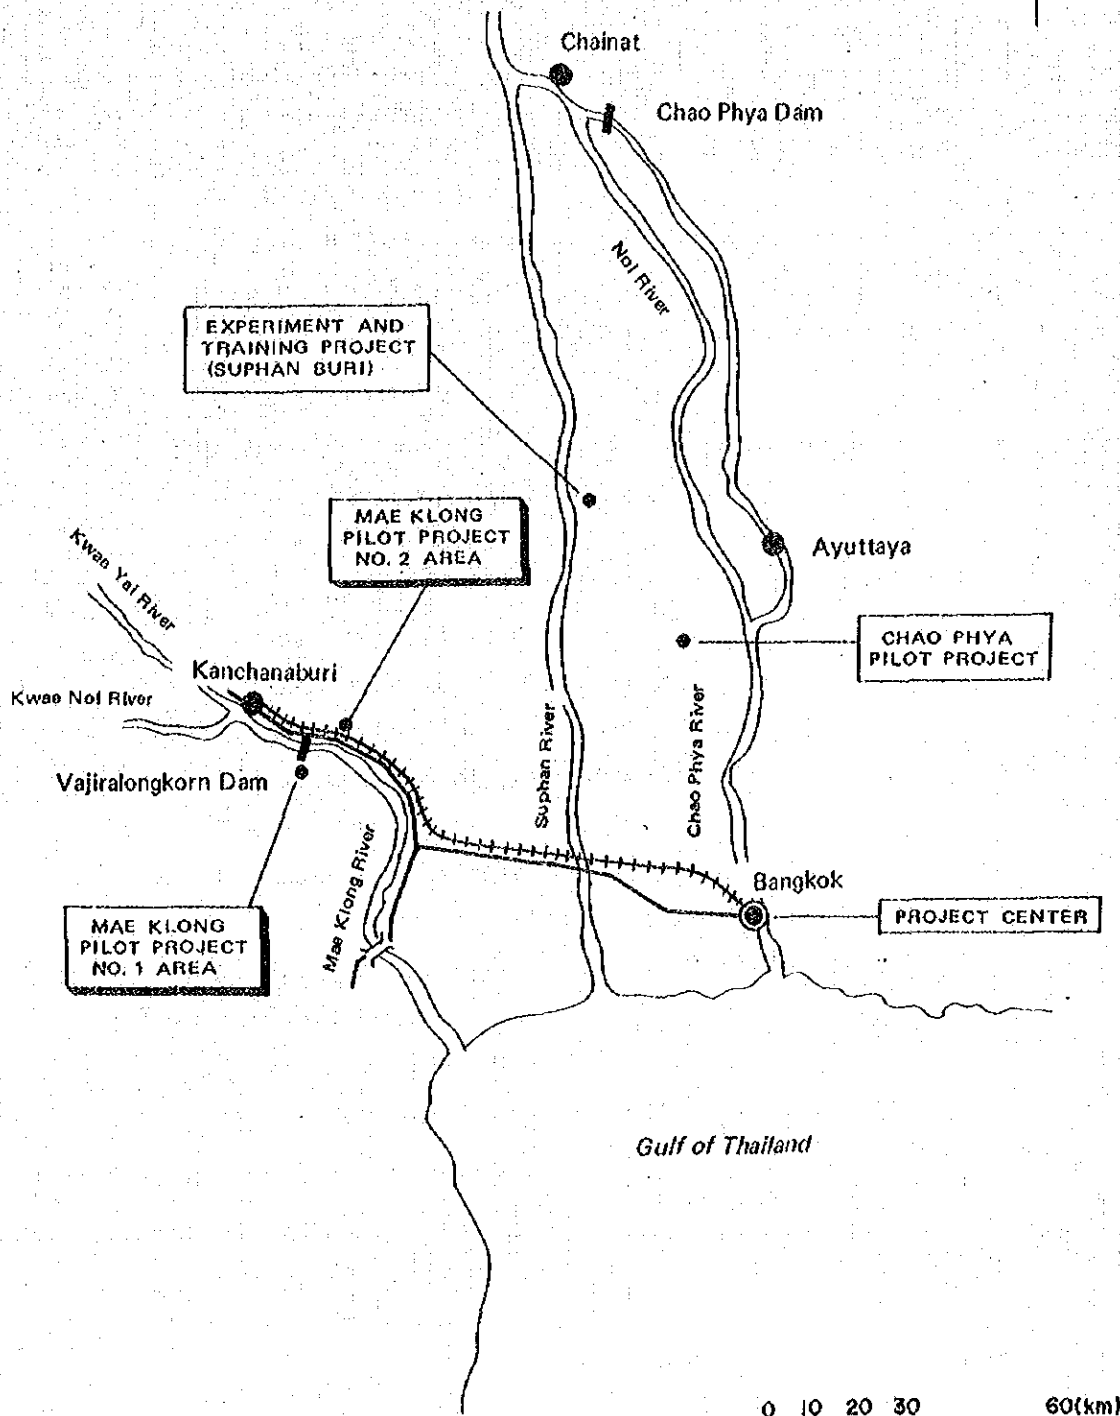 Chainat
Chao Phya Dam
Noi River
EXPERIMENT AND
TRAINING PROJECT
(SUPHAN BURI)
MAE KLONG
PILOT PROJECT
NO. 2 AREA
Kwae Yai River
Ayuttaya
CHAO PHYA
PILOT PROJECT
Kanchanaburi
Kwae Noi River
Suphan River
Chao Phya River
Vajiralongkorn Dam
Mae Klong River
Bangkok
PROJECT CENTER
MAE KLONG
PILOT PROJECT
NO. 1 AREA
Gulf of Thailand
0 10 20 30 60(km)